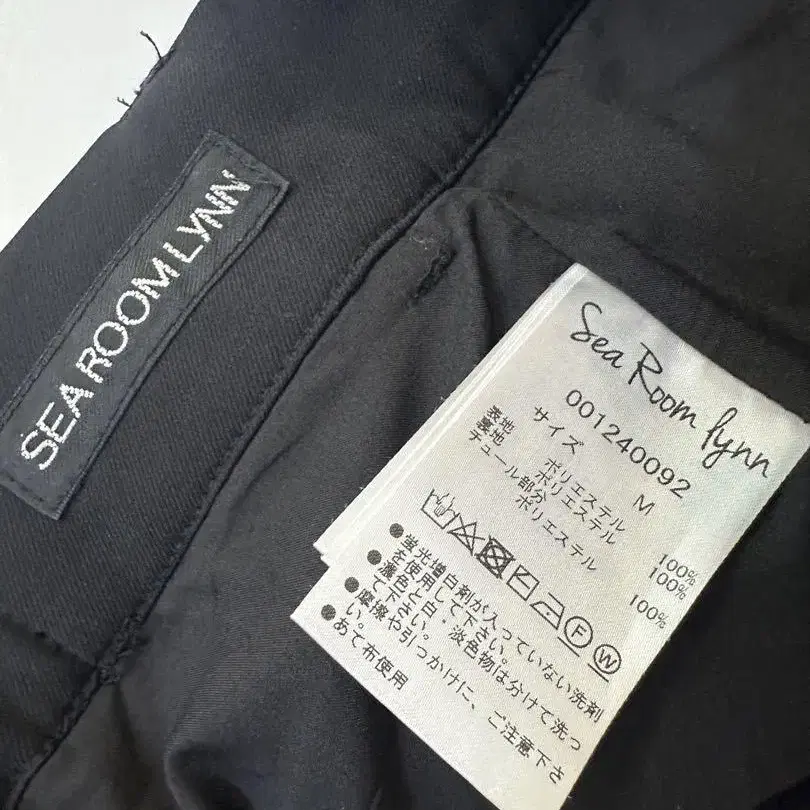 SEA ROOM LYNN
Sea Room lynn
001240092
サイズ M
表地 ポリエステル 100%
裏地 ポリエステル 100%
チュール部分
ポリエステル 100%
F W
●蛍光増白剤が入っていない洗剤
を使用して下さい。
●濃色と白・淡色物は分けて洗っ
て下さい。
●摩擦や引っかけに、ご注意下さ
い。
●あて布使用